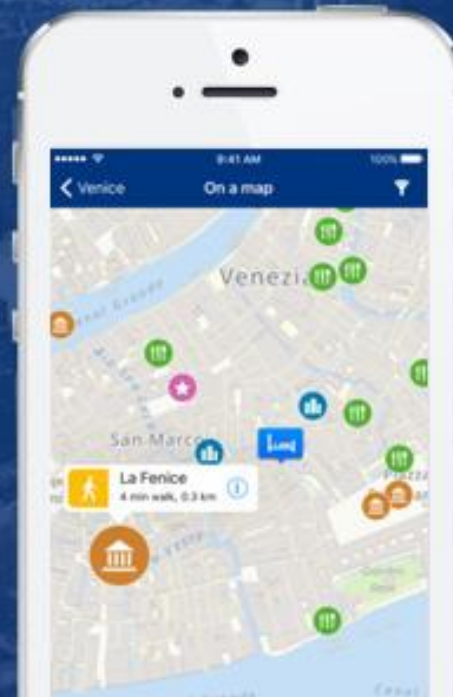 9:41 AM
100%
Venice
On a map
Venezia
San Marco
La Fenice
4 min walk, 0.3 km